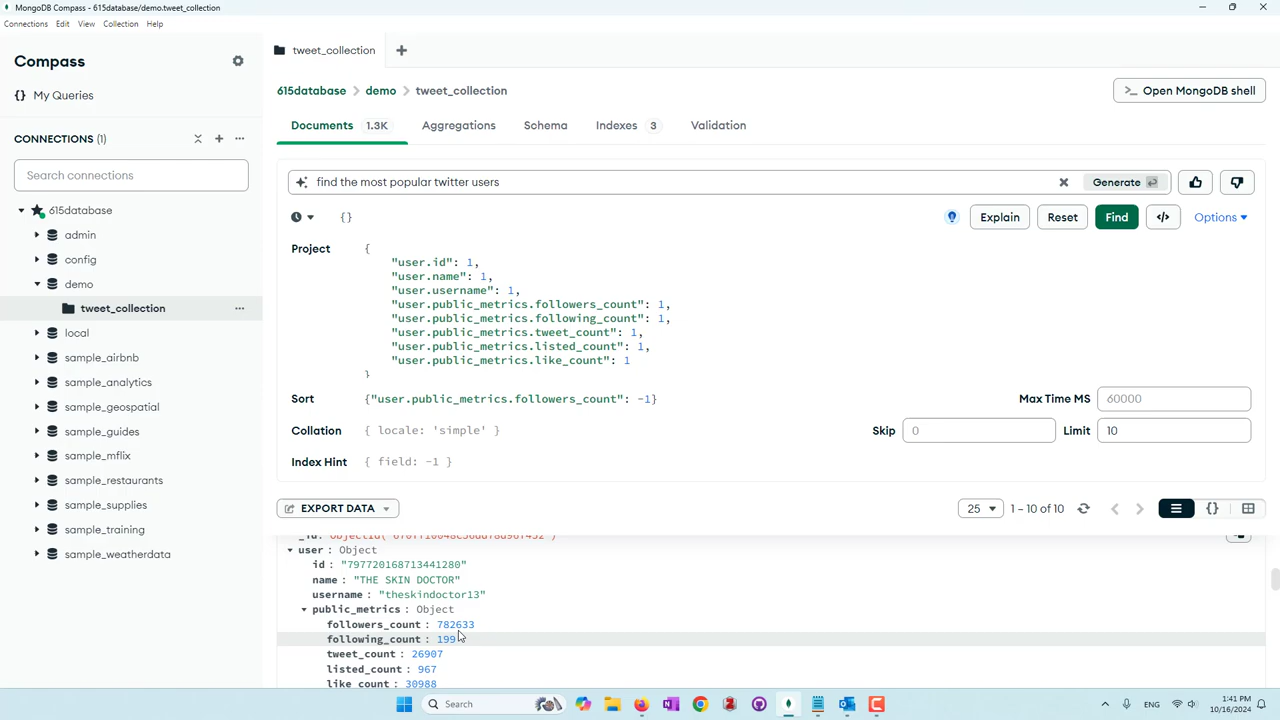 MongoDB Compass - 615database/demo.tweet_collection
Connections Edit View Collection Help
Compass
tweet_collection
{} My Queries
615database > demo > tweet_collection
>_ Open MongoDB shell
Documents 1.3K Aggregations Schema Indexes 3 Validation
CONNECTIONS (1)
Search connections
615database
admin
config
demo
tweet_collection
local
sample_airbnb
sample_analytics
sample_geospatial
sample_guides
sample_mflix
sample_restaurants
sample_supplies
sample_training
sample_weatherdata
find the most popular twitter users
Generate
{}
Explain Reset Find </> Options
Project {
"user.id": 1,
"user.name": 1,
"user.username": 1,
"user.public_metrics.followers_count": 1,
"user.public_metrics.following_count": 1,
"user.public_metrics.tweet_count": 1,
"user.public_metrics.listed_count": 1,
"user.public_metrics.like_count": 1
}
Sort {"user.public_metrics.followers_count": -1}
Max Time MS 60000
Collation { locale: 'simple' }
Skip 0 Limit 10
Index Hint { field: -1 }
EXPORT DATA
25 1 – 10 of 10
{}
user : Object
id : "797720168713441280"
name : "THE SKIN DOCTOR"
username : "theskindoctor13"
public_metrics : Object
followers_count : 782633
following_count : 199
tweet_count : 26907
listed_count : 967
like_count : 30988
Search
ENG
1:41 PM
10/16/2024